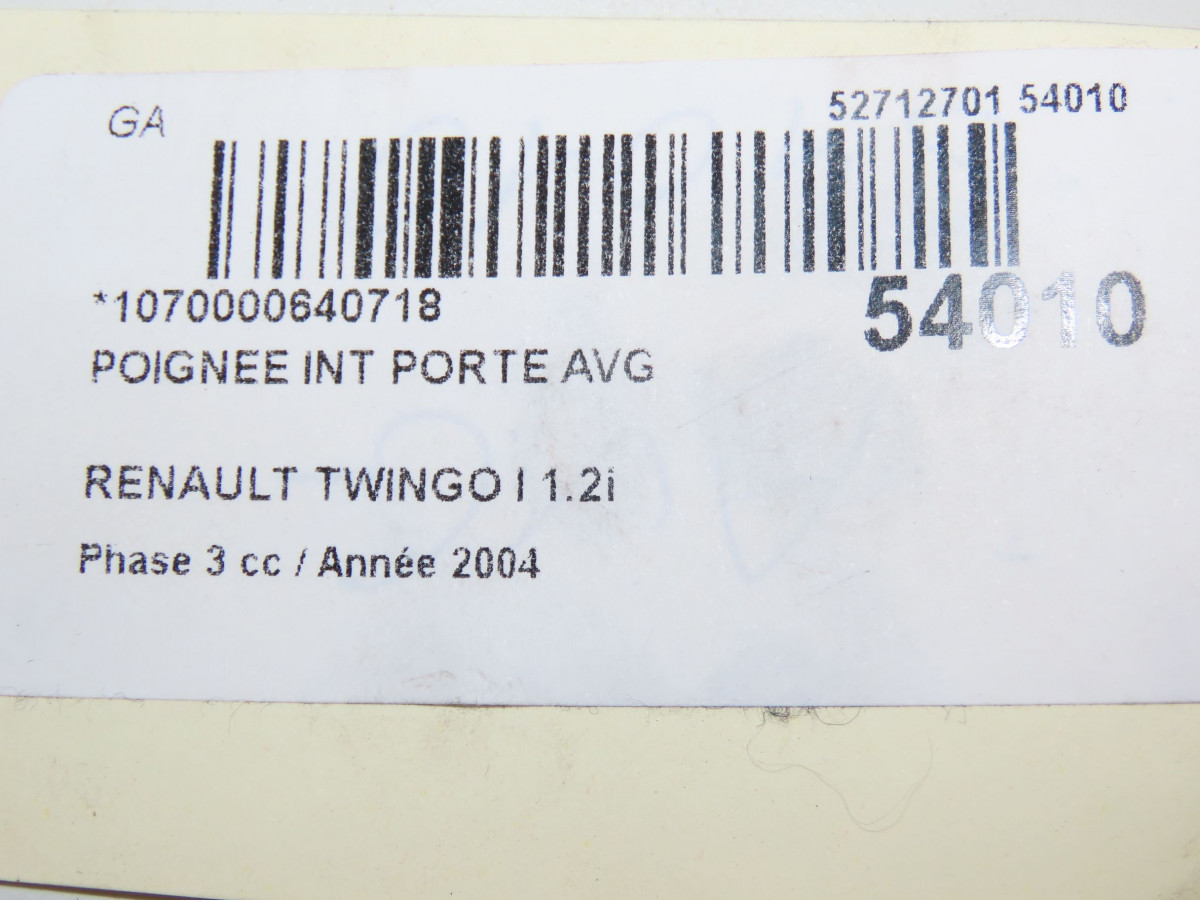 GA
52712701 54010
*1070000640718
54010
POIGNEE INT PORTE AVG
RENAULT TWINGO I 1.2i
Phase 3 cc / Année 2004